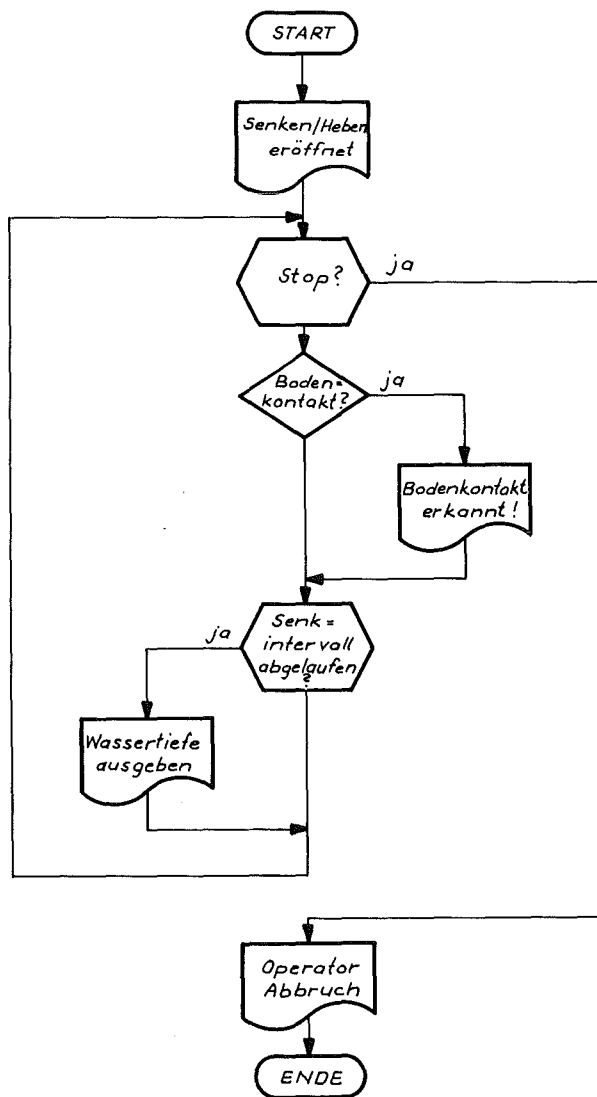 START
Senken/Heben
eröffnet
Stop?
ja
Boden=
kontakt?
ja
Bodenkontakt
erkannt!
ja
Senk=
intervall
abgelaufen
?
Wassertiefe
ausgeben
Operator
Abbruch
ENDE